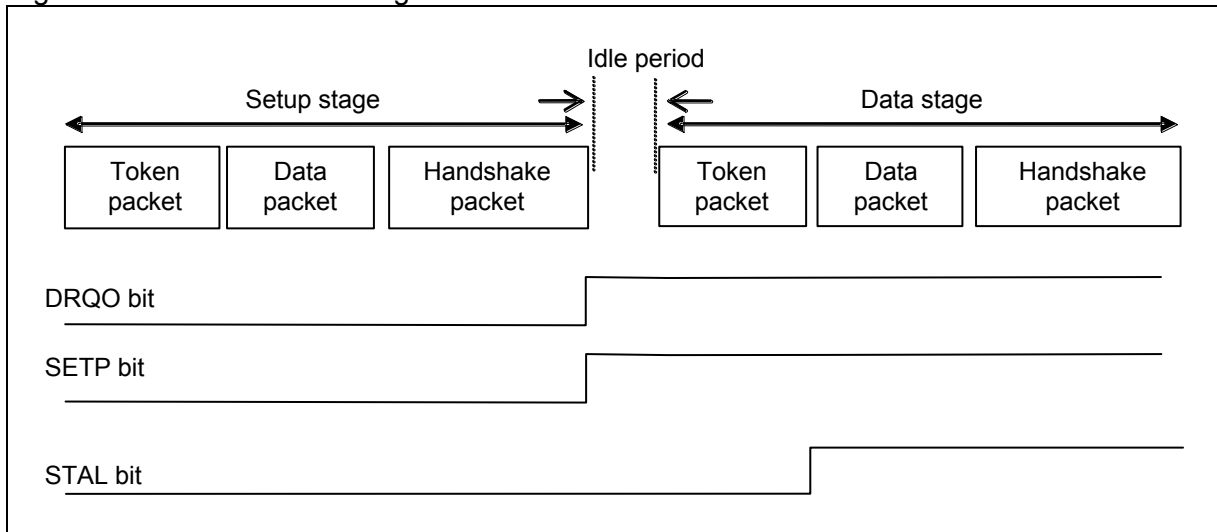 Idle period
Setup stage
Data stage
Token
packet
Data
packet
Handshake
packet
Token
packet
Data
packet
Handshake
packet
DRQO bit
SETP bit
STAL bit